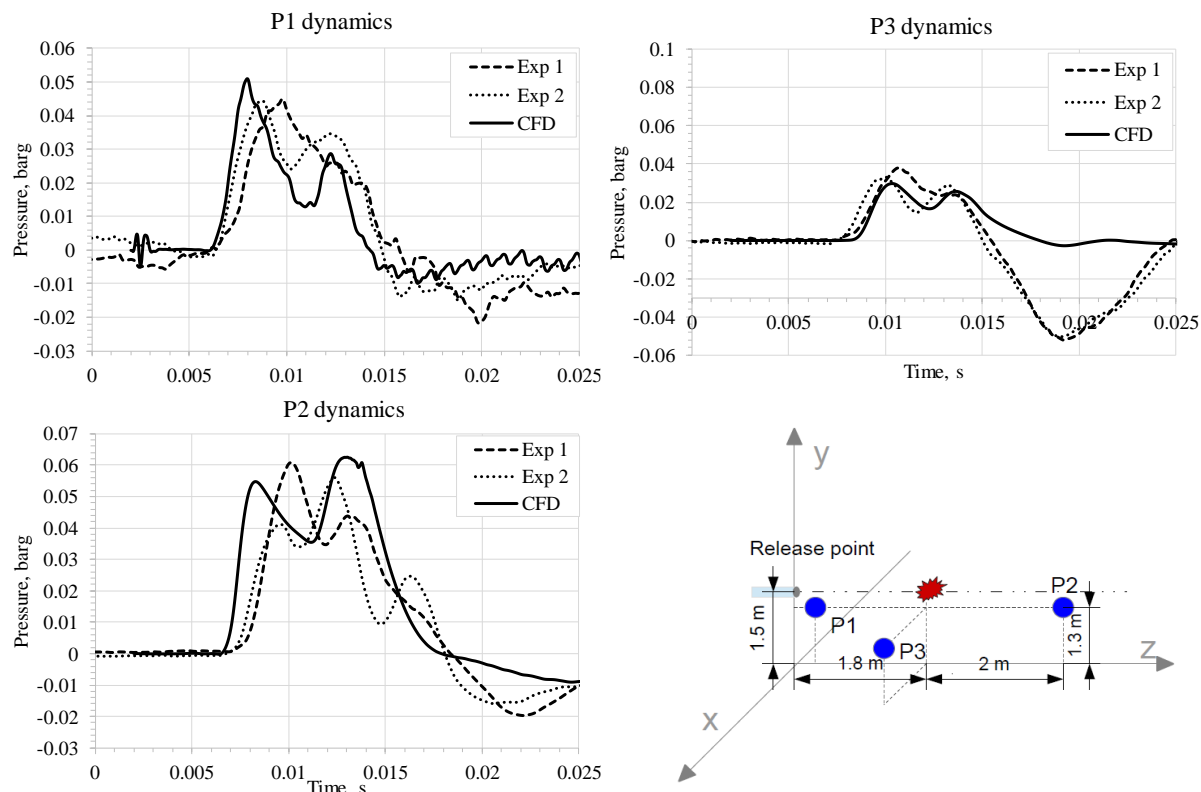 P1 dynamics
0.06
0.05
0.04
0.03
0.02
0.01
0
-0.01
-0.02
-0.03
Pressure, barg
Exp 1
Exp 2
CFD
0 0.005 0.01 0.015 0.02 0.025
P3 dynamics
0.1
0.08
0.06
0.04
0.02
0
-0.02
-0.04
-0.06
Pressure, barg
Exp 1
Exp 2
CFD
0 0.005 0.01 0.015 0.02 0.025
Time, s
P2 dynamics
0.07
0.06
0.05
0.04
0.03
0.02
0.01
0
-0.01
-0.02
-0.03
Pressure, barg
Exp 1
Exp 2
CFD
0 0.005 0.01 0.015 0.02 0.025
Time, s
y
Release point
P2
P1
1.5 m
1.3 m
P3
1.8 m
2 m
z
x